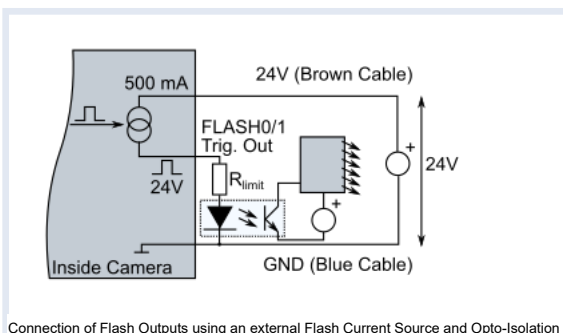 500 mA
24V (Brown Cable)
FLASH0/1
Trig. Out
24V
Rlimit
+
+
24V
Inside Camera
GND (Blue Cable)
Connection of Flash Outputs using an external Flash Current Source and Opto-Isolation